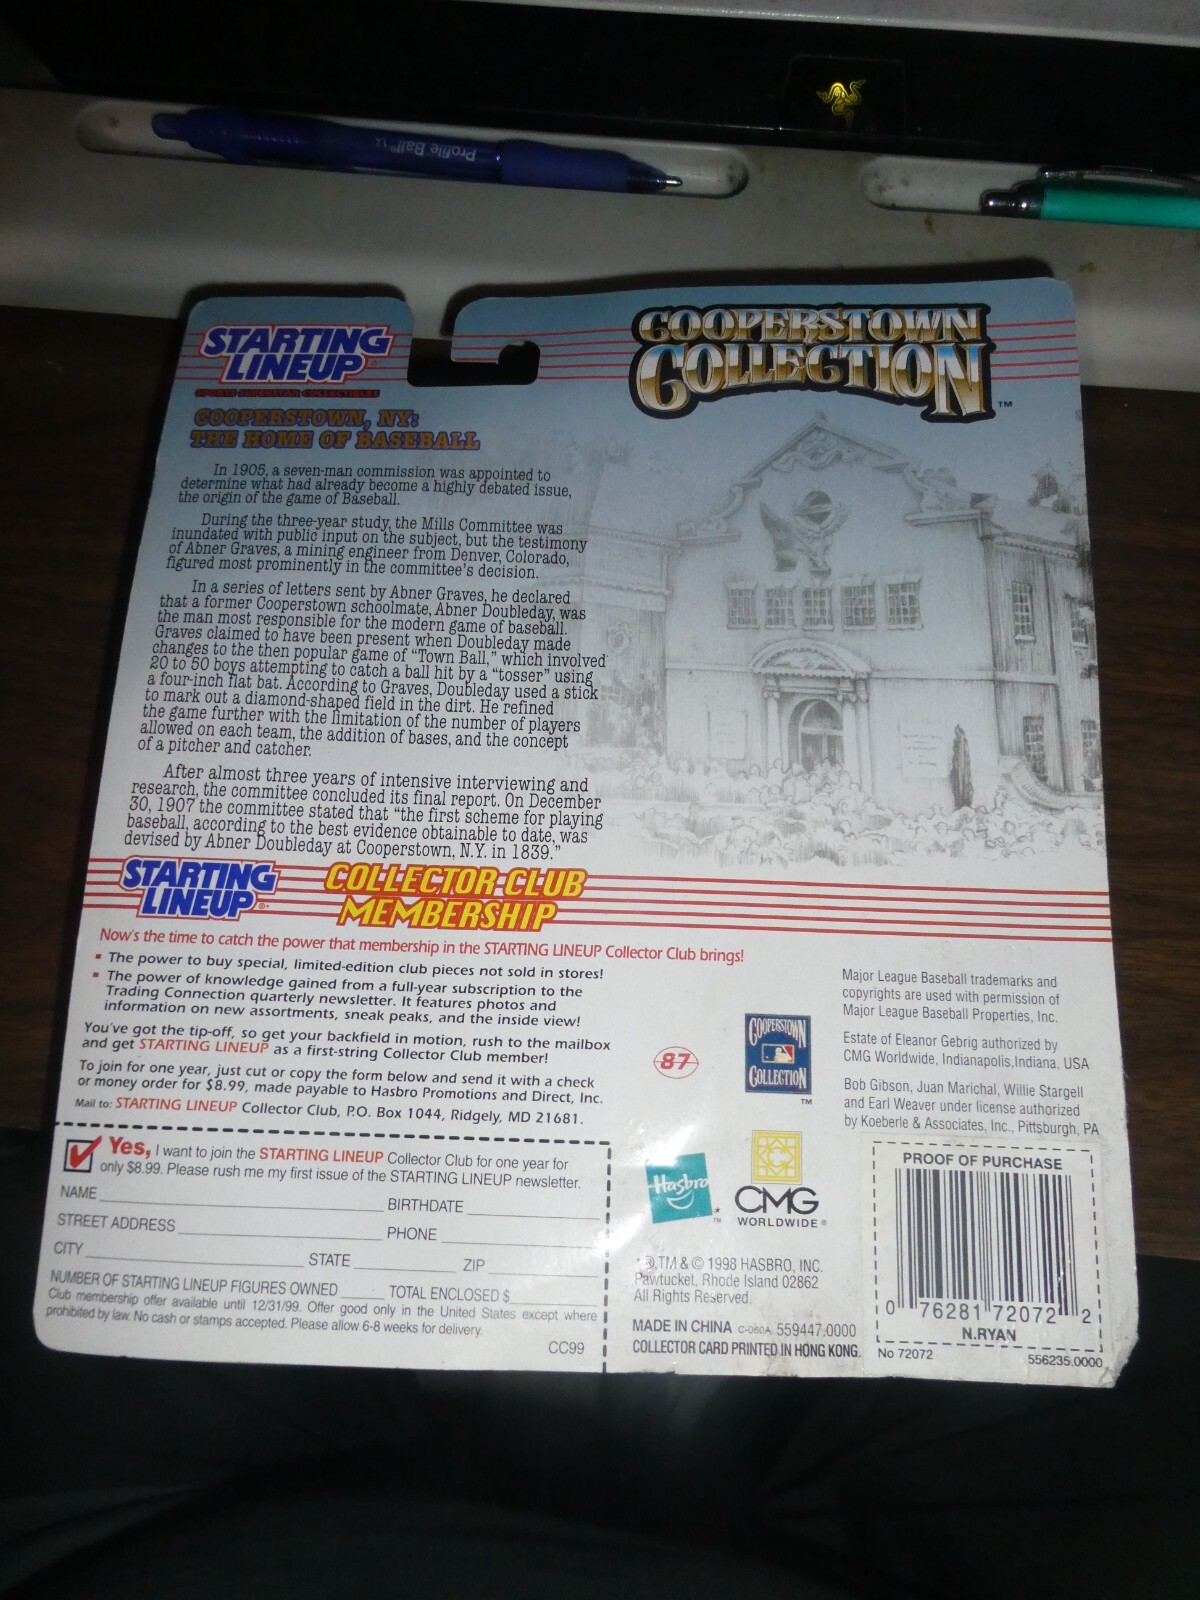 Profile Ball® 1.4
STARTING
LINEUP®
SPORTS SUPERSTAR COLLECTIBLES
COOPERSTOWN
COLLECTION™
COOPERSTOWN, NY:
THE HOME OF BASEBALL
In 1905, a seven-man commission was appointed to
determine what had already become a highly debated issue,
the origin of the game of Baseball.
During the three-year study, the Mills Committee was
inundated with public input on the subject, but the testimony
of Abner Graves, a mining engineer from Denver, Colorado,
figured most prominently in the committee's decision.
In a series of letters sent by Abner Graves, he declared
that a former Cooperstown schoolmate, Abner Doubleday, was
the man most responsible for the modern game of baseball.
Graves claimed to have been present when Doubleday made
changes to the then popular game of "Town Ball," which involved
20 to 50 boys attempting to catch a ball hit by a "tosser" using
a four-inch flat bat. According to Graves, Doubleday used a stick
to mark out a diamond-shaped field in the dirt. He refined
the game further with the limitation of the number of players
allowed on each team, the addition of bases, and the concept
of a pitcher and catcher.
After almost three years of intensive interviewing and
research, the committee concluded its final report. On December
30, 1907 the committee stated that "the first scheme for playing
baseball, according to the best evidence obtainable to date, was
devised by Abner Doubleday at Cooperstown, N.Y. in 1839."
STARTING
LINEUP®
COLLECTOR CLUB
MEMBERSHIP
Now's the time to catch the power that membership in the STARTING LINEUP Collector Club brings!
▪ The power to buy special, limited-edition club pieces not sold in stores!
▪ The power of knowledge gained from a full-year subscription to the
Trading Connection quarterly newsletter. It features photos and
information on new assortments, sneak peaks, and the inside view!
You've got the tip-off, so get your backfield in motion, rush to the mailbox
and get STARTING LINEUP as a first-string Collector Club member!
To join for one year, just cut or copy the form below and send it with a check
or money order for $8.99, made payable to Hasbro Promotions and Direct, Inc.
Mail to: STARTING LINEUP Collector Club, P.O. Box 1044, Ridgely, MD 21681.
Yes, I want to join the STARTING LINEUP Collector Club for one year for
only $8.99. Please rush me my first issue of the STARTING LINEUP newsletter.
NAME BIRTHDATE
STREET ADDRESS PHONE
CITY STATE ZIP
NUMBER OF STARTING LINEUP FIGURES OWNED TOTAL ENCLOSED $
Club membership offer available until 12/31/99. Offer good only in the United States except where
prohibited by law. No cash or stamps accepted. Please allow 6-8 weeks for delivery.
CC99
87
COOPERSTOWN
COLLECTION
™
Major League Baseball trademarks and
copyrights are used with permission of
Major League Baseball Properties, Inc.
Estate of Eleanor Gebrig authorized by
CMG Worldwide, Indianapolis,Indiana, USA
Bob Gibson, Juan Marichal, Willie Stargell
and Earl Weaver under license authorized
by Koeberle & Associates, Inc., Pittsburgh, PA
Hasbro
™
CMG
WORLDWIDE®
*®,TM & © 1998 HASBRO, INC.
Pawtucket, Rhode Island 02862
All Rights Reserved.
MADE IN CHINA C-060A 559447.0000
COLLECTOR CARD PRINTED IN HONG KONG.
PROOF OF PURCHASE
0 76281 72072 2
N.RYAN
No 72072
556235.0000